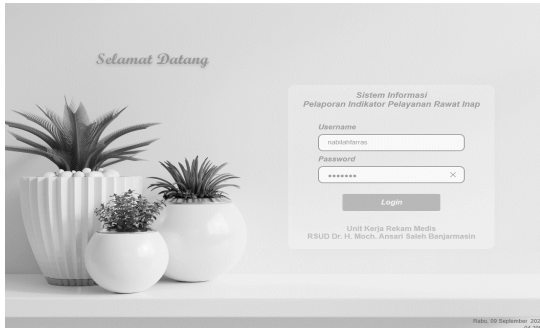 Selamat Datang
Sistem Informasi
Pelaporan Indikator Pelayanan Rawat Inap
Username
nabilahfarras
Password
Login
Unit Kerja Rekam Medis
RSUD Dr. H. Moch. Ansari Saleh Banjarmasin
Rabu, 09 September